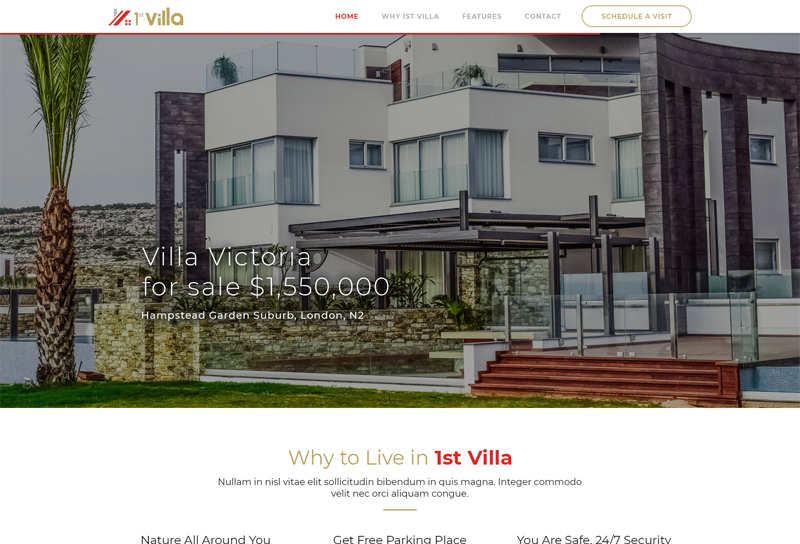 1st Villa
HOME
WHY 1ST VILLA
FEATURES
CONTACT
SCHEDULE A VISIT
Villa Victoria
for sale $1,550,000
Hampstead Garden Suburb, London, N2
Why to Live in 1st Villa
Nullam in nisl vitae elit sollicitudin bibendum in quis magna. Integer commodo
velit nec orci aliquam congue.
Nature All Around You
Get Free Parking Place
You Are Safe, 24/7 Security